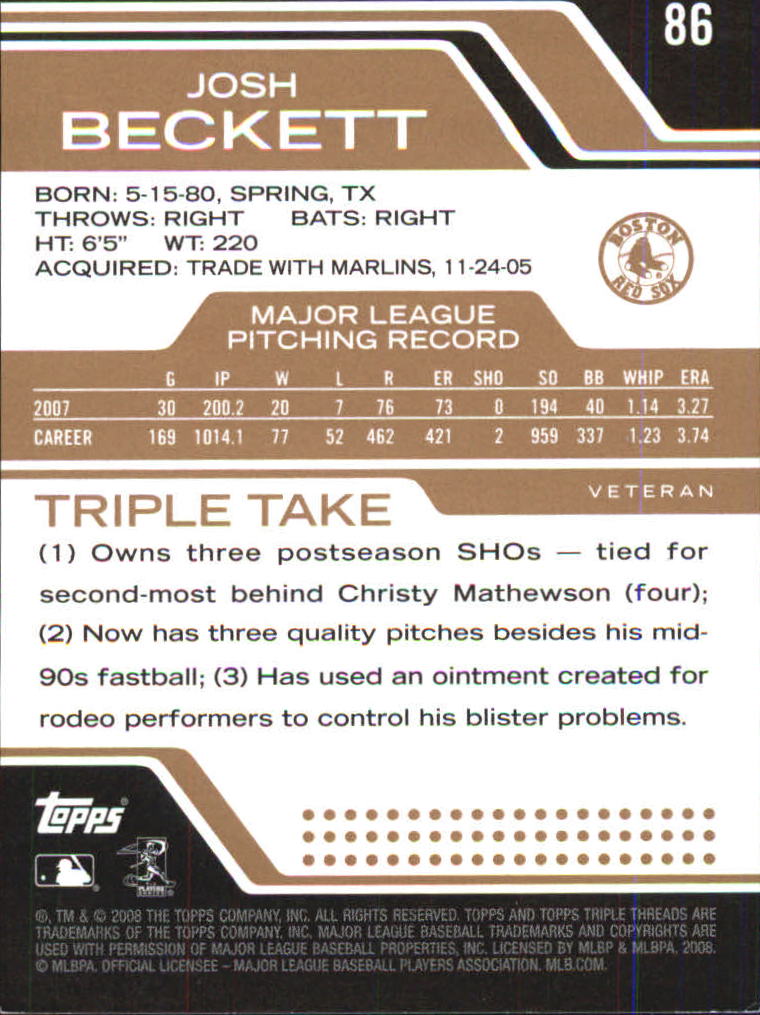 86
JOSH
BECKETT
BORN: 5-15-80, SPRING, TX
THROWS: RIGHT BATS: RIGHT
HT: 6'5" WT: 220
ACQUIRED: TRADE WITH MARLINS, 11-24-05
BOSTON
RED SOX
MAJOR LEAGUE
PITCHING RECORD
G IP W L R ER SHO SO BB WHIP ERA
2007 30 200.2 20 7 76 73 0 194 40 1.14 3.27
CAREER 169 1014.1 77 52 462 421 2 959 337 1.23 3.74
VETERAN
TRIPLE TAKE
(1) Owns three postseason SHOs — tied for
second-most behind Christy Mathewson (four);
(2) Now has three quality pitches besides his mid-
90s fastball; (3) Has used an ointment created for
rodeo performers to control his blister problems.
Topps®
PLAYERS
®, TM & © 2008 THE TOPPS COMPANY, INC. ALL RIGHTS RESERVED. TOPPS AND TOPPS TRIPLE THREADS ARE
TRADEMARKS OF THE TOPPS COMPANY, INC. MAJOR LEAGUE BASEBALL TRADEMARKS AND COPYRIGHTS ARE
USED WITH PERMISSION OF MAJOR LEAGUE BASEBALL PROPERTIES, INC. LICENSED BY MLBP & MLBPA, 2008.
© MLBPA. OFFICIAL LICENSEE – MAJOR LEAGUE BASEBALL PLAYERS ASSOCIATION. MLB.COM.